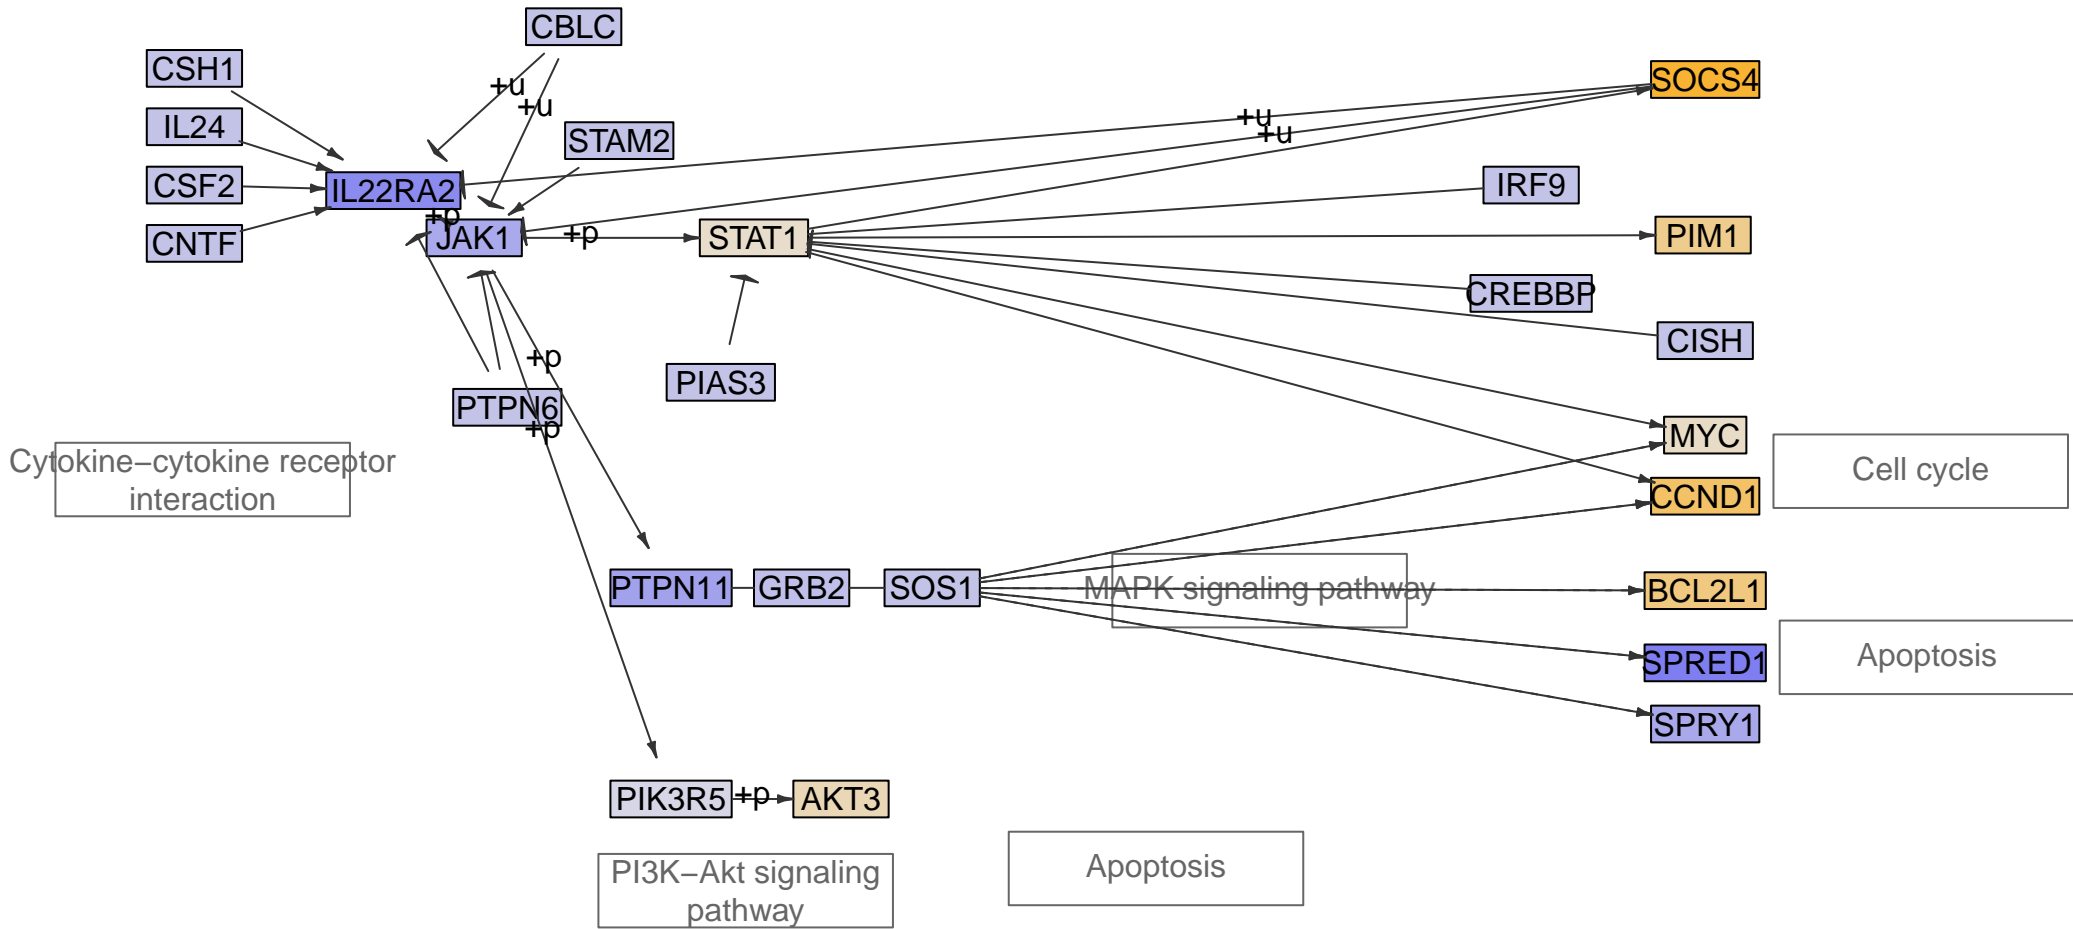 CBLC
CSH1
SOCS4
+u
+u
+u
IL24
+u
STAM2
CSF2
IL22RA2
IRF9
+p
CNTF
JAK1
+p
STAT1
PIM1
CREBBP
CISH
+p
PIAS3
PTPN6
+p
MYC
Cytokine−cytokine receptor
interaction
Cell cycle
CCND1
PTPN11
GRB2
SOS1
MAPK signaling pathway
BCL2L1
SPRED1
Apoptosis
SPRY1
PIK3R5
+p
AKT3
Apoptosis
PI3K−Akt signaling
pathway